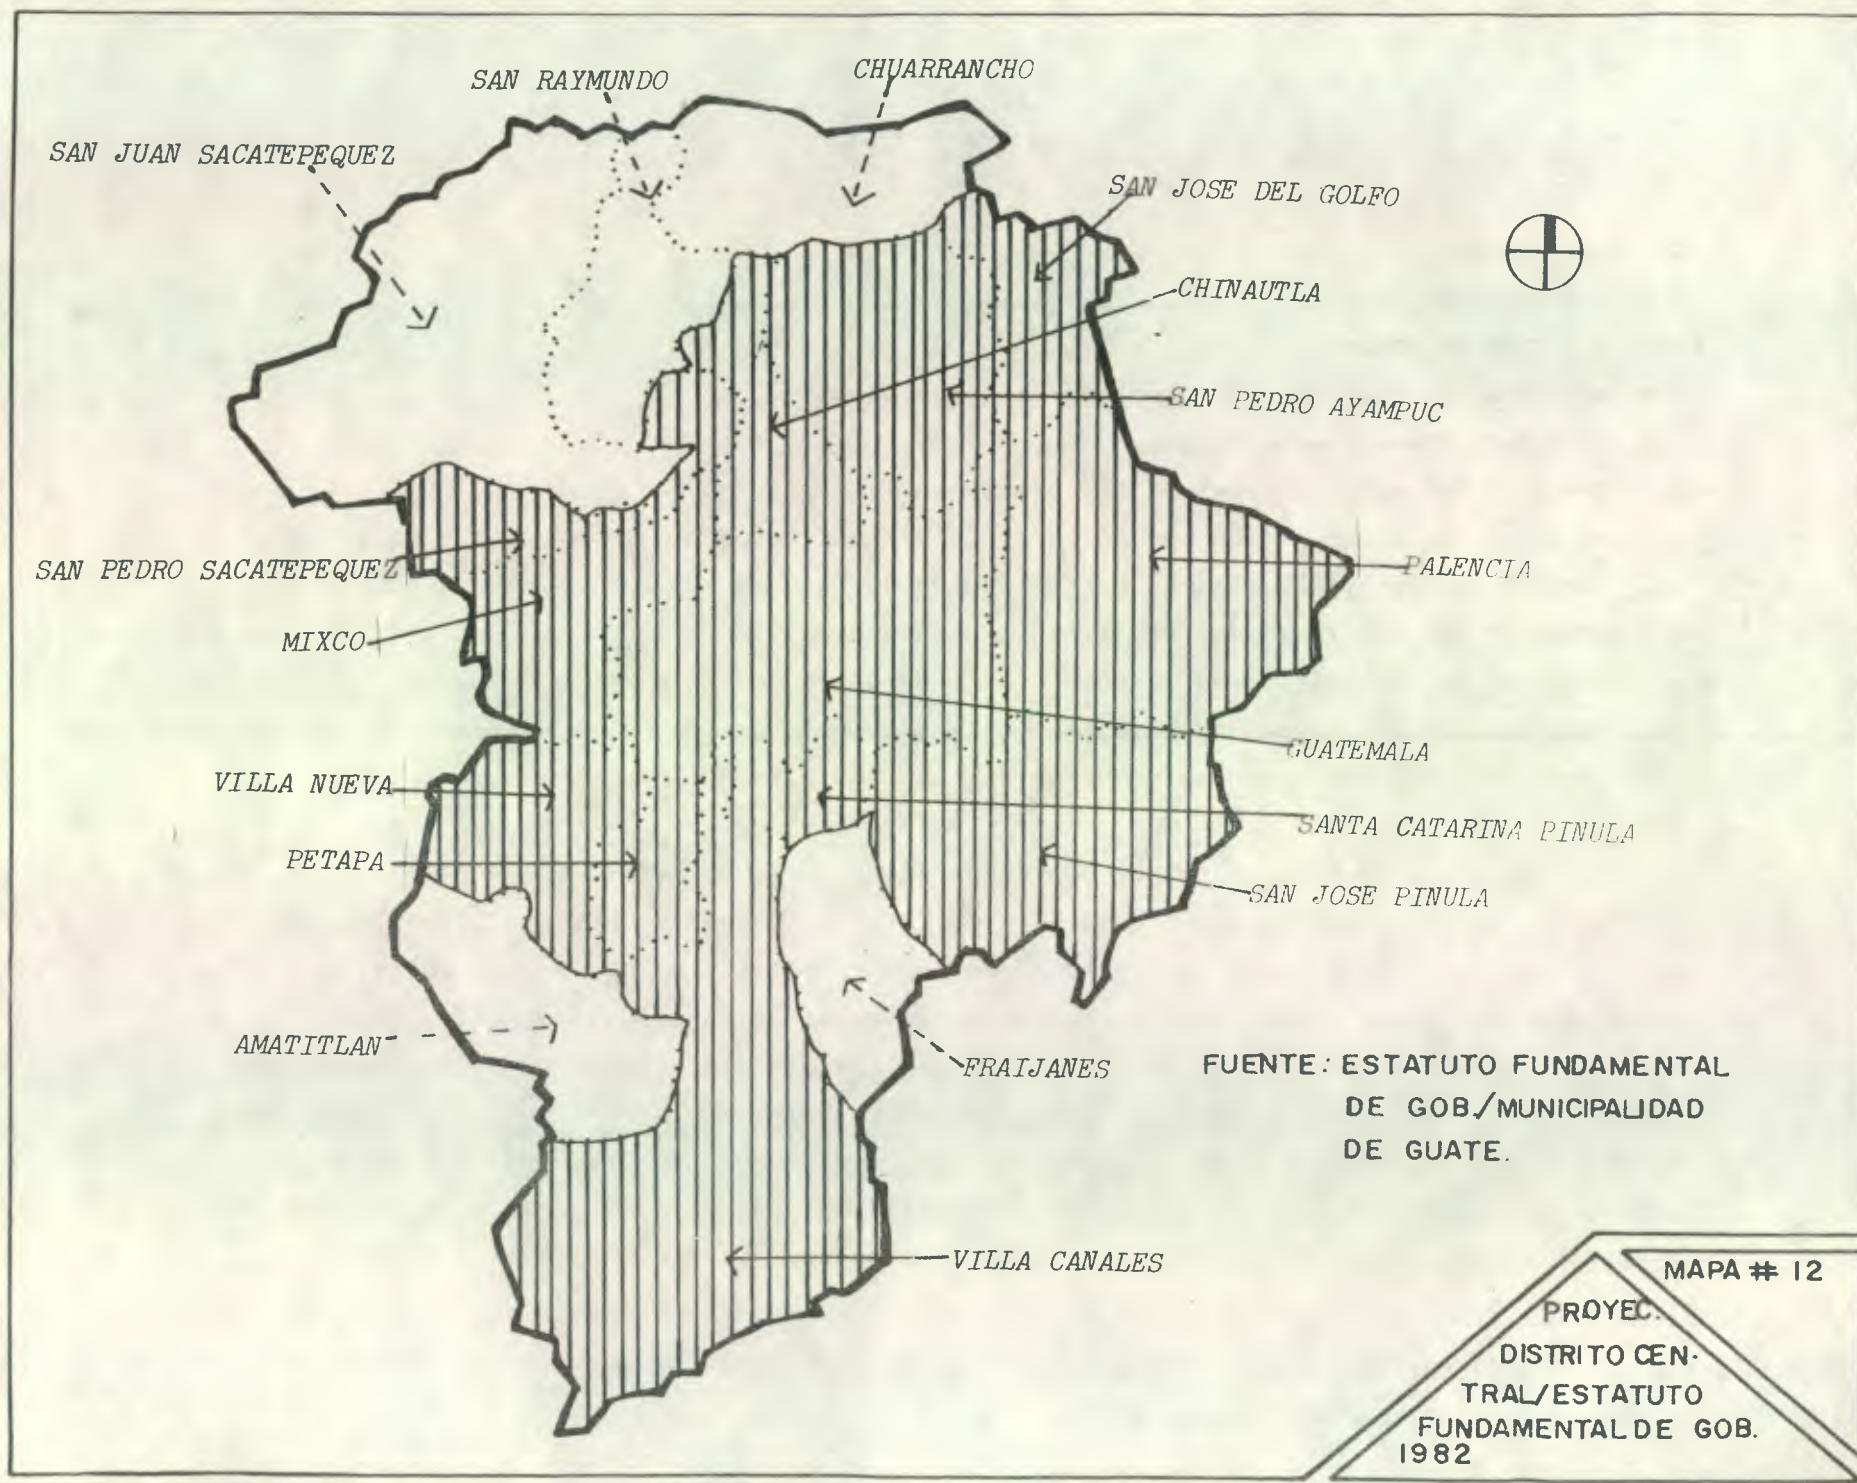 SAN RAYMUNDO
CHUARRANCHO
SAN JUAN SACATEPEQUEZ
SAN JOSE DEL GOLFO
CHINAUTLA
SAN PEDRO AYAMPUC
SAN PEDRO SACATEPEQUEZ
PALENCIA
MIXCO
GUATEMALA
VILLA NUEVA
SANTA CATARINA PINULA
PETAPA
SAN JOSE PINULA
AMATITLAN
FRAIJANES
FUENTE: ESTATUTO FUNDAMENTAL
DE GOB./MUNICIPALIDAD
DE GUATE.
VILLA CANALES
MAPA # 12
PROYEC.
DISTRITO CEN-
TRAL/ESTATUTO
FUNDAMENTAL DE GOB.
1982